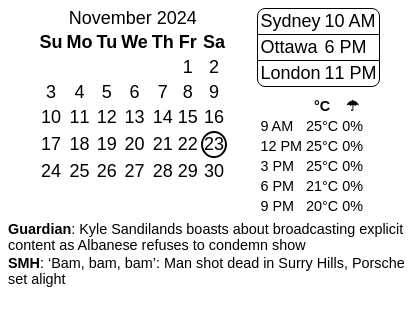 November 2024
Su Mo Tu We Th Fr Sa
1 2
3 4 5 6 7 8 9
10 11 12 13 14 15 16
17 18 19 20 21 22 23
24 25 26 27 28 29 30
Sydney 10 AM
Ottawa 6 PM
London 11 PM
°C ☂
9 AM 25°C 0%
12 PM 25°C 0%
3 PM 25°C 0%
6 PM 21°C 0%
9 PM 20°C 0%
Guardian: Kyle Sandilands boasts about broadcasting explicit
content as Albanese refuses to condemn show
SMH: ‘Bam, bam, bam’: Man shot dead in Surry Hills, Porsche
set alight